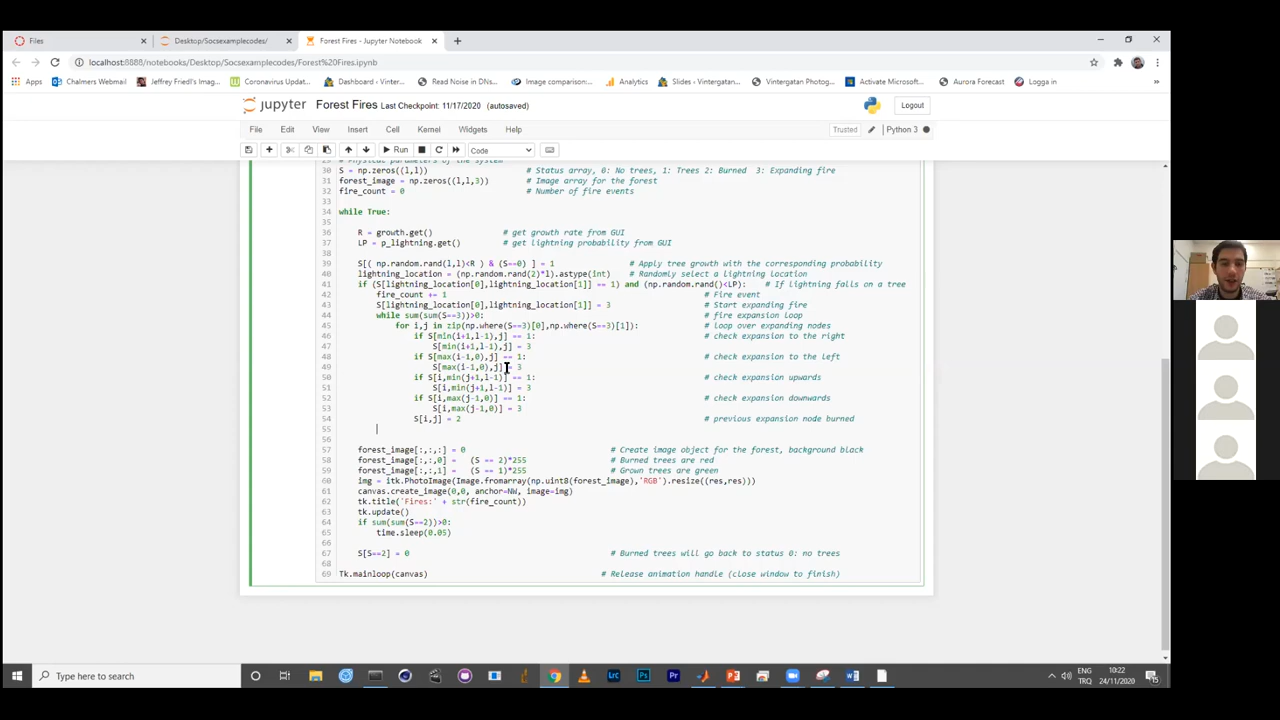 Files
Desktop/Socsexamplecodes/
Forest Fires - Jupyter Notebook
localhost:8888/notebooks/Desktop/Socsexamplecodes/Forest%20Fires.ipynb
Apps
Chalmers Webmail
Jeffrey Friedl's Imag...
Coronavirus Updat...
Dashboard ‹ Vinter...
Read Noise in DNs...
Image comparison:...
Analytics
Slides ‹ Vintergatan...
Vintergatan Photog...
Activate Microsoft...
Aurora Forecast
Logga in
»
jupyter Forest Fires Last Checkpoint: 11/17/2020 (autosaved)
Logout
File Edit View Insert Cell Kernel Widgets Help
Trusted
Python 3
Run
Code
29 # Physical parameters of the system
30 S = np.zeros((l,l)) # Status array, 0: No trees, 1: Trees 2: Burned 3: Expanding fire
31 forest_image = np.zeros((l,l,3)) # Image array for the forest
32 fire_count = 0 # Number of fire events
33
34 while True:
35
36 R = growth.get() # get growth rate from GUI
37 LP = p_lightning.get() # get lightning probability from GUI
38
39 S[( np.random.rand(l,l)<R ) & (S==0) ] = 1 # Apply tree growth with the corresponding probability
40 lightning_location = (np.random.rand(2)*l).astype(int) # Randomly select a lightning location
41 if (S[lightning_location[0],lightning_location[1]] == 1) and (np.random.rand()<LP): # If lightning falls on a tree
42 fire_count += 1 # Fire event
43 S[lightning_location[0],lightning_location[1]] = 3 # Start expanding fire
44 while sum(sum(S==3))>0: # fire expansion loop
45 for i,j in zip(np.where(S==3)[0],np.where(S==3)[1]): # loop over expanding nodes
46 if S[min(i+1,l-1),j] == 1: # check expansion to the right
47 S[min(i+1,l-1),j] = 3
48 if S[max(i-1,0),j] == 1: # check expansion to the left
49 S[max(i-1,0),j] = 3
50 if S[i,min(j+1,l-1)] == 1: # check expansion upwards
51 S[i,min(j+1,l-1)] = 3
52 if S[i,max(j-1,0)] == 1: # check expansion downwards
53 S[i,max(j-1,0)] = 3
54 S[i,j] = 2 # previous expansion node burned
55
56
57 forest_image[:,:,:] = 0 # Create image object for the forest, background black
58 forest_image[:,:,0] = (S == 2)*255 # Burned trees are red
59 forest_image[:,:,1] = (S == 1)*255 # Grown trees are green
60 img = itk.PhotoImage(Image.fromarray(np.uint8(forest_image),'RGB').resize((res,res)))
61 canvas.create_image(0,0, anchor=NW, image=img)
62 tk.title('Fires:' + str(fire_count))
63 tk.update()
64 if sum(sum(S==2))>0:
65 time.sleep(0.05)
66
67 S[S==2] = 0 # Burned trees will go back to status 0: no trees
68
69 Tk.mainloop(canvas) # Release animation handle (close window to finish)
Type here to search
Lrc
Ps
Pr
ENG
TRQ
10:22
24/11/2020
15